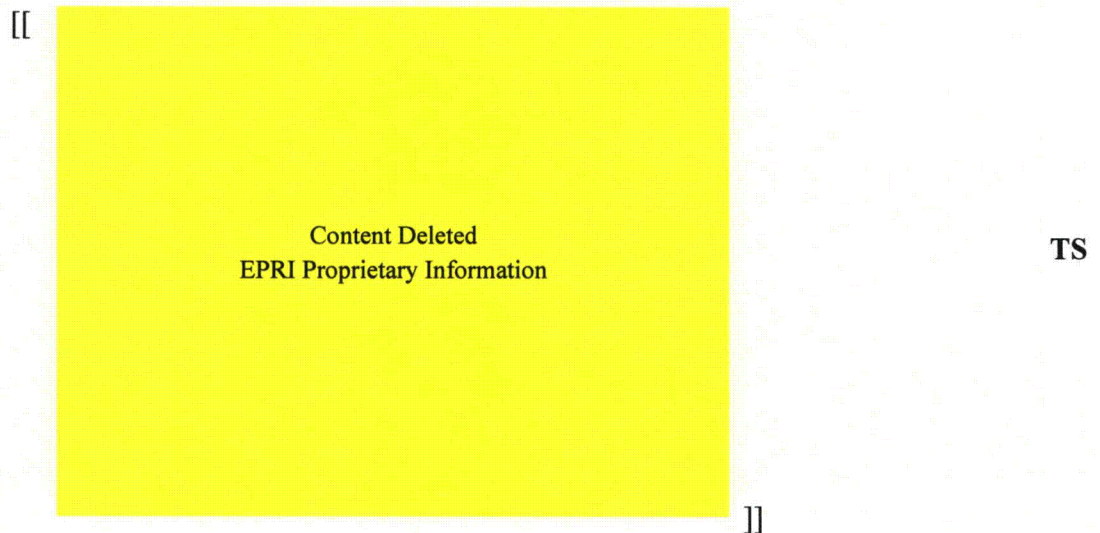 [[
Content Deleted
EPRI Proprietary Information
TS
]]